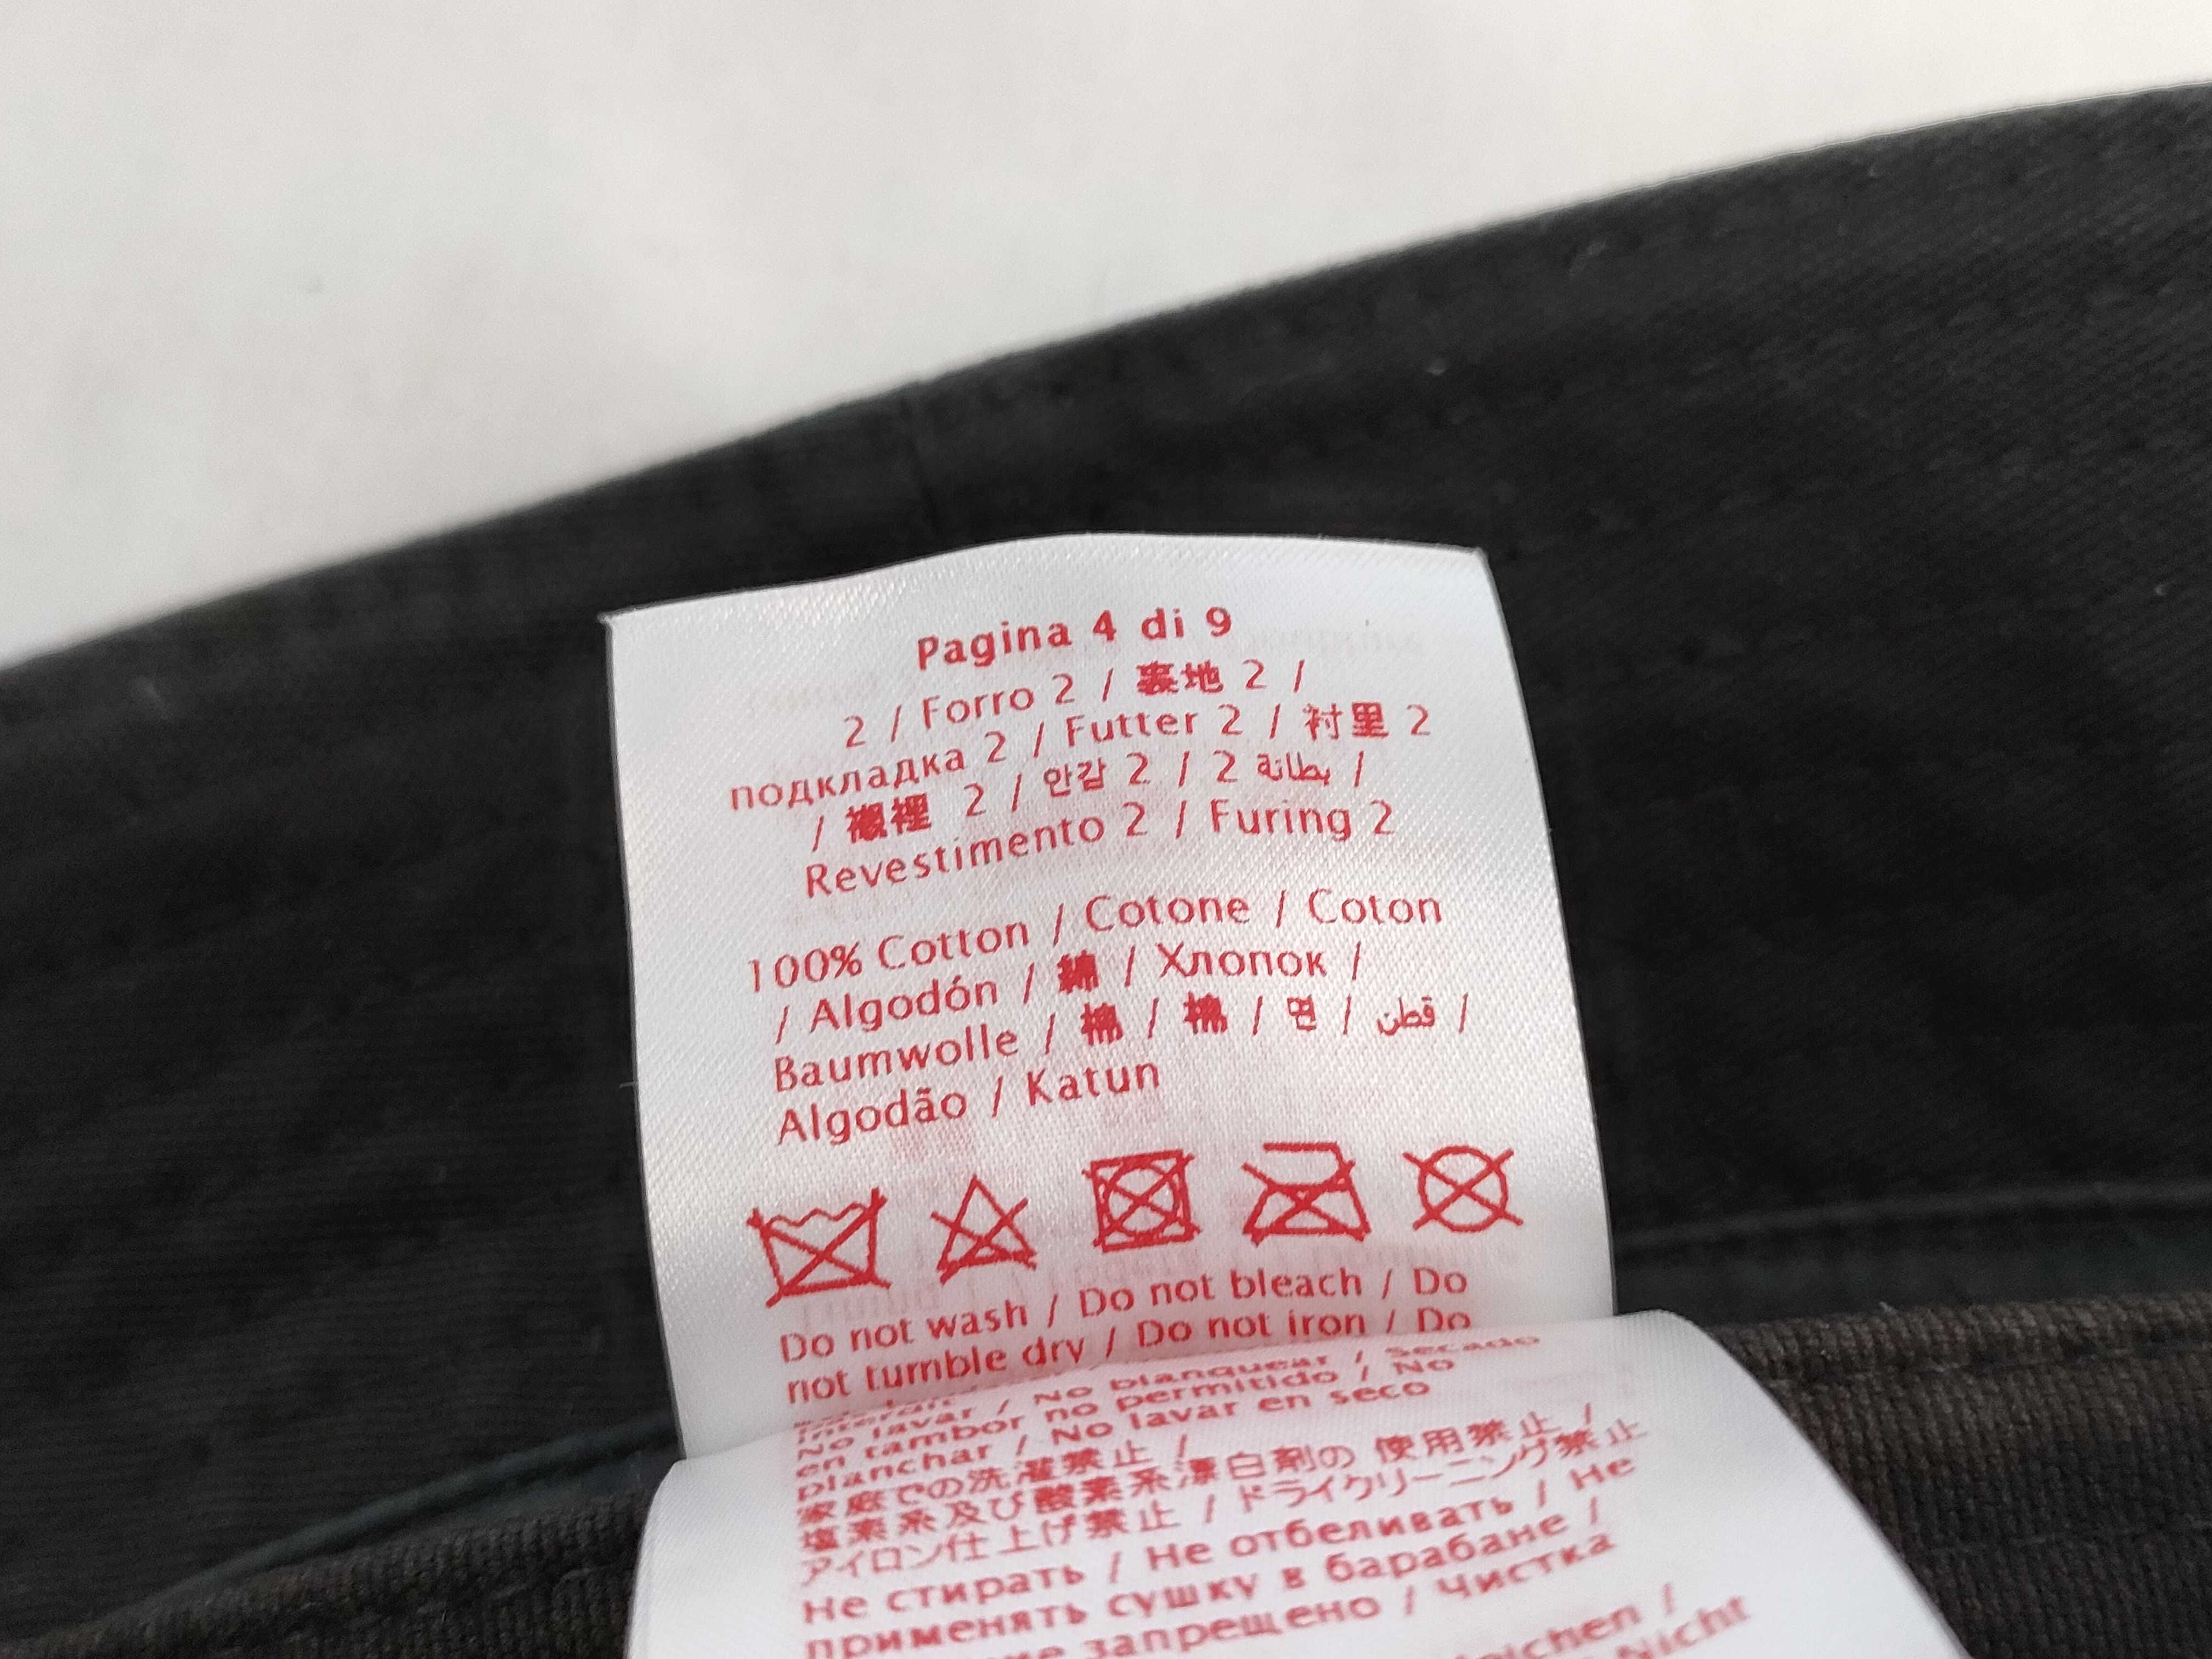 Pagina 4 di 9
2 / Forro 2 / 裏地 2 /
подкладка 2 / Futter 2 / 衬里 2
/ 襯裡 2 / 안감 2 / 2 بطانة /
Revestimento 2 / Furing 2
100% Cotton / Cotone / Coton
/ Algodón / 綿 / Хлопок /
Baumwolle / 棉 / 棉 / 면 / قطن /
Algodão / Katun
Do not wash / Do not bleach / Do
not tumble dry / Do not iron / Do
No lavar / No blanquear / Secado
en tambor no permitido / No
planchar / No lavar en seco
家庭での洗濯禁止 /
塩素系及び酸素系漂白剤の 使用禁止 /
アイロン仕上げ禁止 / ドライクリーニング禁止
Не стирать / Не отбеливать / Не
применять сушку в барабане /
запрещено / Чистка
Nicht